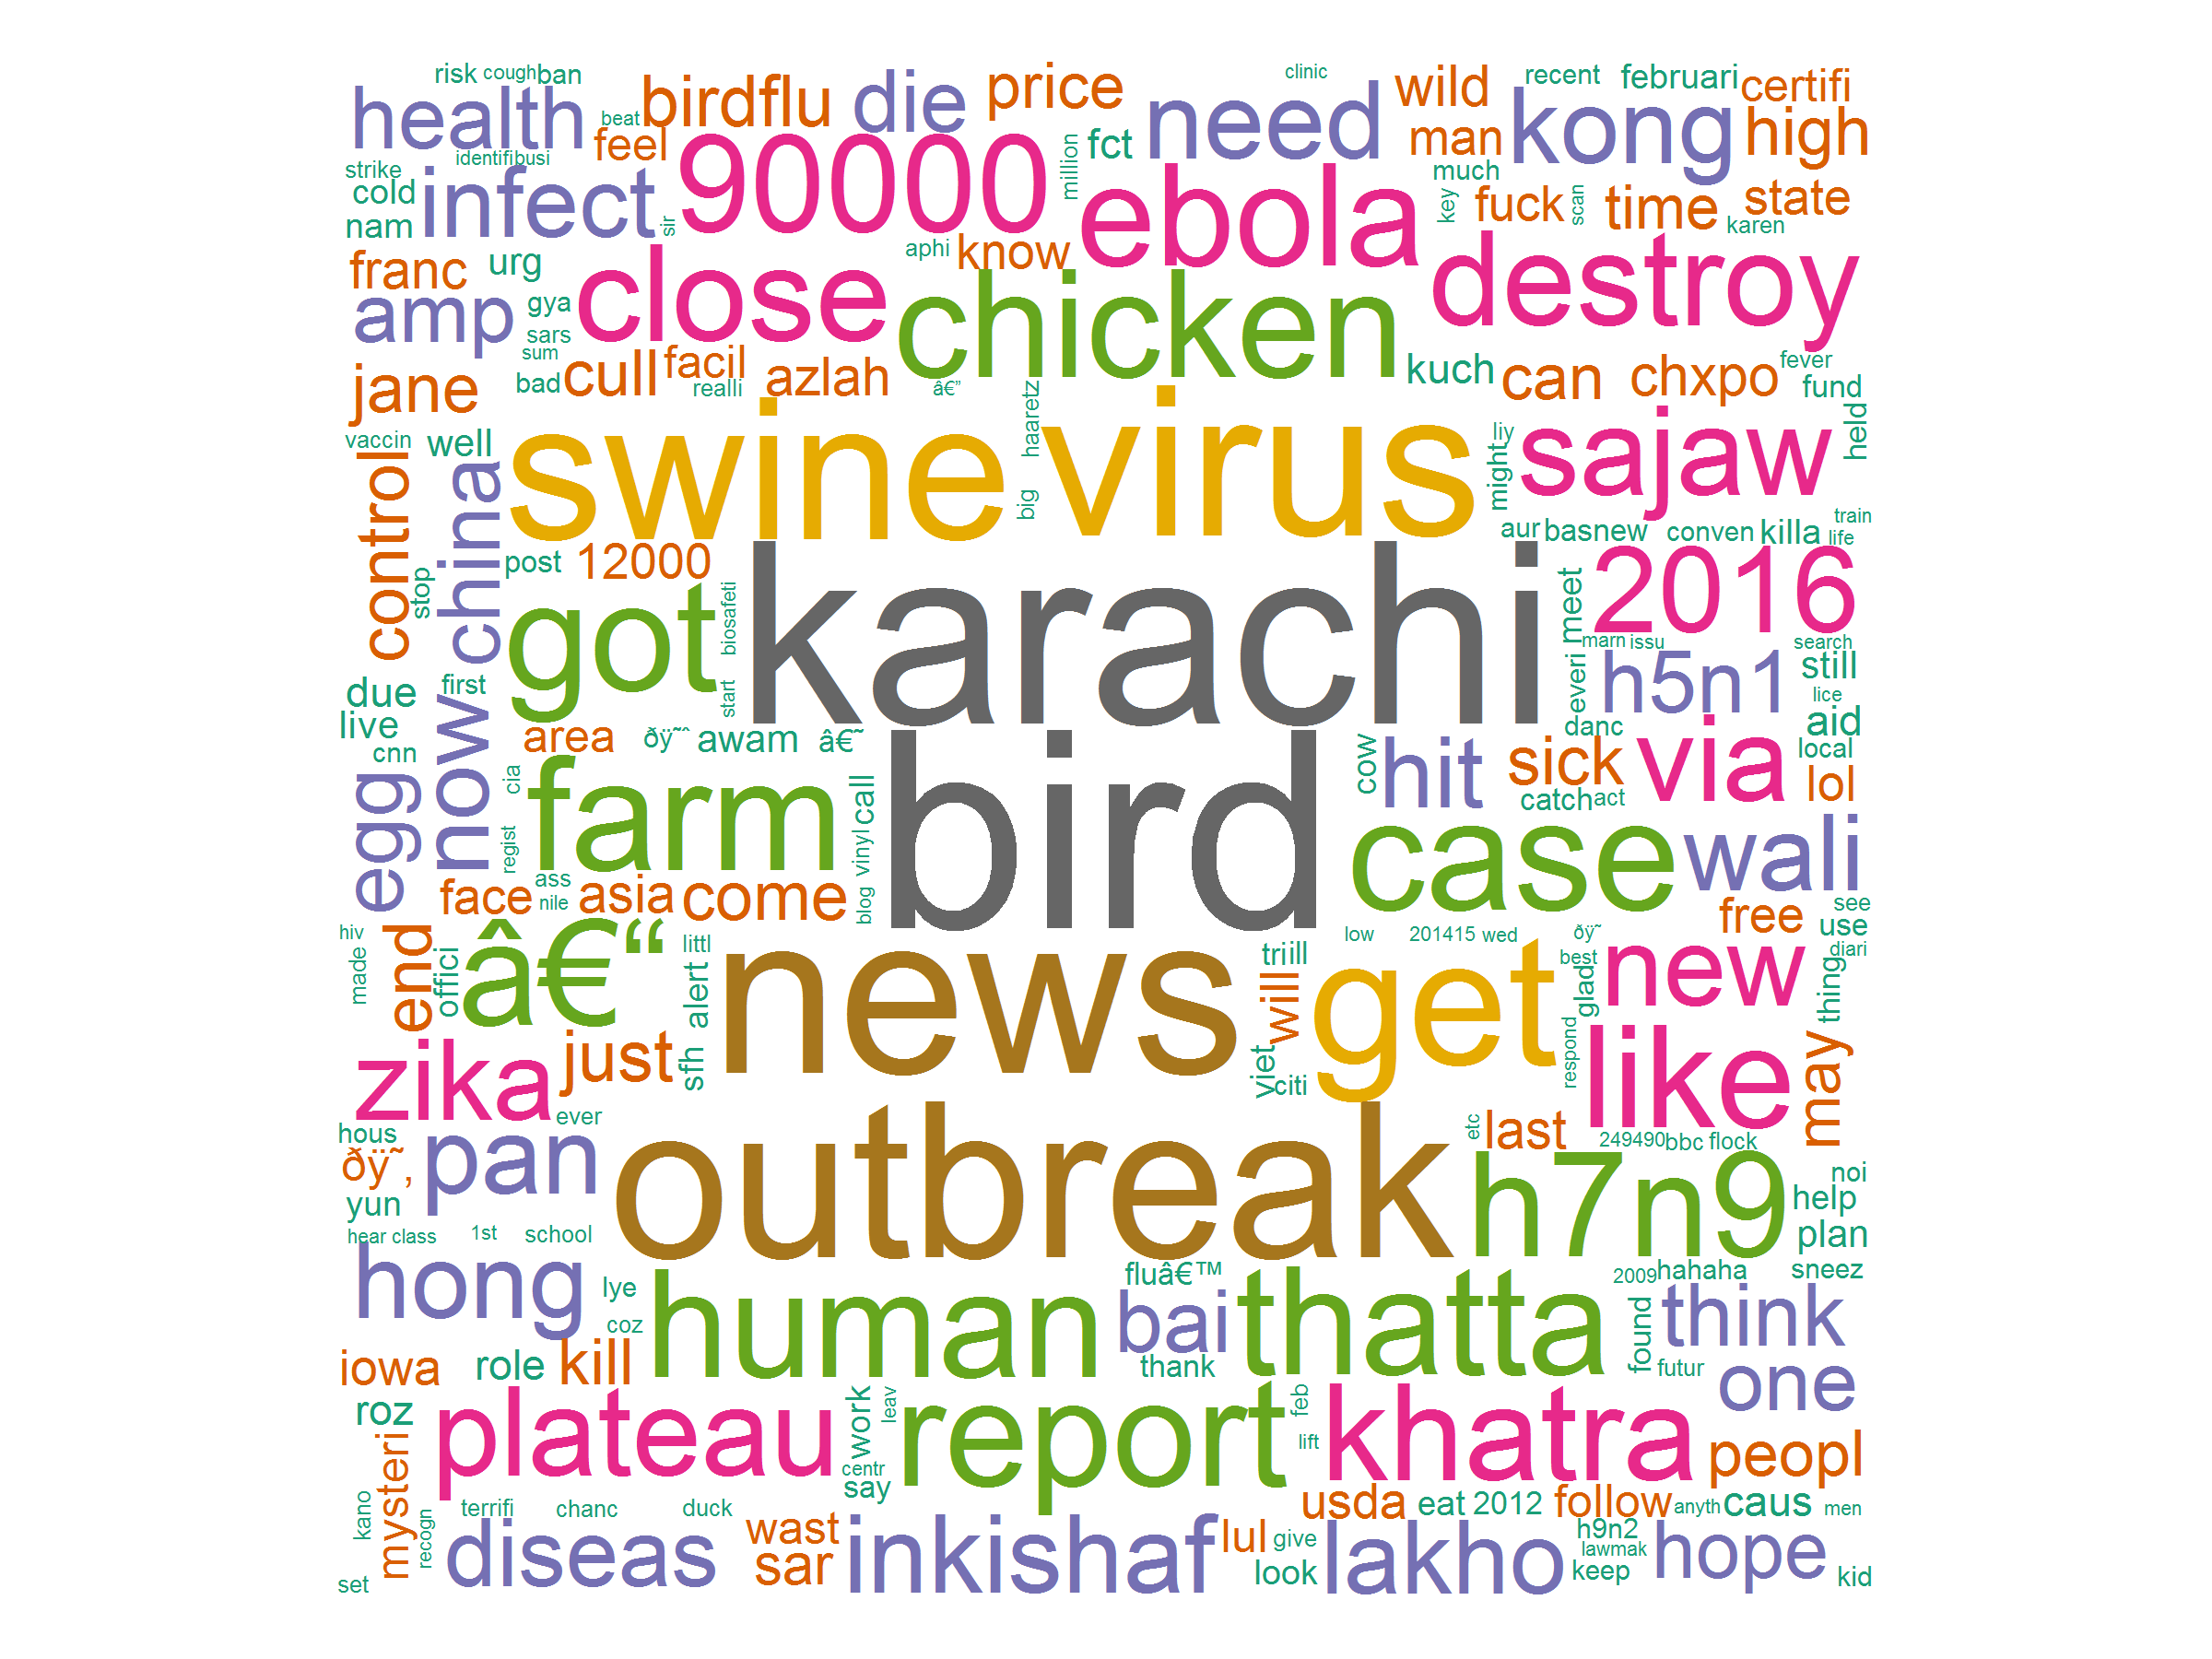 risk cough ban
health
beat
birdflu
feel
die
price
need
clinic
wild
man
recent
februari
certifi
kong
high
identifi busi
strike
cold
nam
infect
sir
90000
million
fct
ebola
much
key
fuck
scan
time
state
karen
franc
urg
amp
gya
sars
sum
close
aphi
know
chicken
destroy
jane
bad
cull
facil
realli
azlah
â€”
kuch
can
chxpo
fever
fund
vaccin
well
control
china
stop
swine
big
haaretz
virus
might
sajaw
held
post
12000
aur
basnew
conven
killa
train
life
got
biosafeti
start
karachi
meet
2016
marn
issu
search
everi
h5n1
still
lice
due
first
live
cnn
now
area
ðŸ˜ˆ
awam
â€˜
danc
aid
egg
cia
farm
regist
call
vinyl
blog
bird
cow
hit
sick
catch
act
via
local
lol
case
wali
face
ass
nile
asia
come
free
see
use
diari
hiv
made
end
offici
â€“
littl
alert
news
tri
ill
will
low
201415
wed
get
ðŸ˜
best
glad
new
thing
zika
just
sfh
viet
citi
respond
like
may
ever
hous
ðŸ˜‚
yun
pan
outbreak
etc
last
249490
bbc
flock
h7n9
noi
help
plan
hear
class
1st
school
hong
lye
coz
human
fluâ€™
bai
thank
thatta
2009
hahaha
sneez
found
think
futur
iowa
role
kill
one
roz
plateau
work
leav
report
feb
lift
khatra
peopl
mysteri
kano
recogn
centr
say
terrifi
chanc
duck
usda
eat
2012
follow
anyth
caus
men
set
diseas
wast
sar
inkishaf
lul
give
look
lakho
h9n2
lawmak
keep
hope
kid